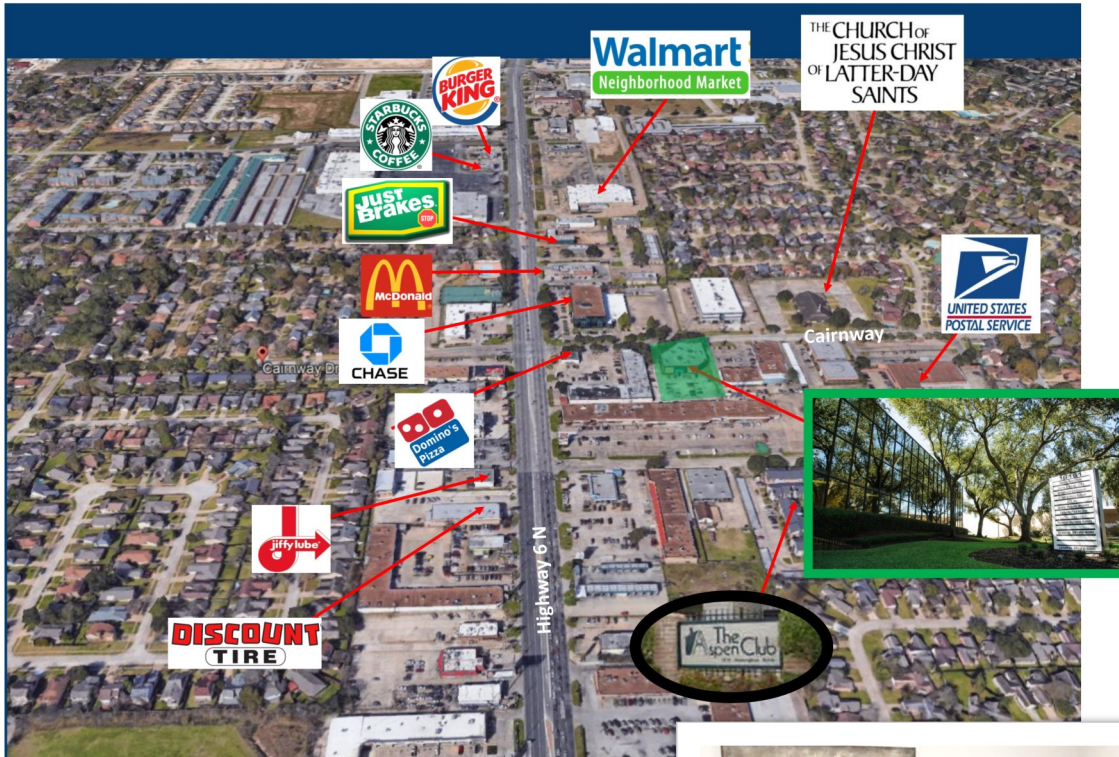 BURGER
KING
Walmart
Neighborhood Market
THE CHURCH OF
JESUS CHRIST
OF LATTER-DAY
SAINTS
STARBUCKS
COFFEE
JUST
Brakes
STOP
McDonald
UNITED STATES
POSTAL SERVICE
Cairnway
CHASE
Cairnway Dr
Domino's
Pizza
jiffy lube
Highway 6 N
The
Aspen Club
DISCOUNT
TIRE